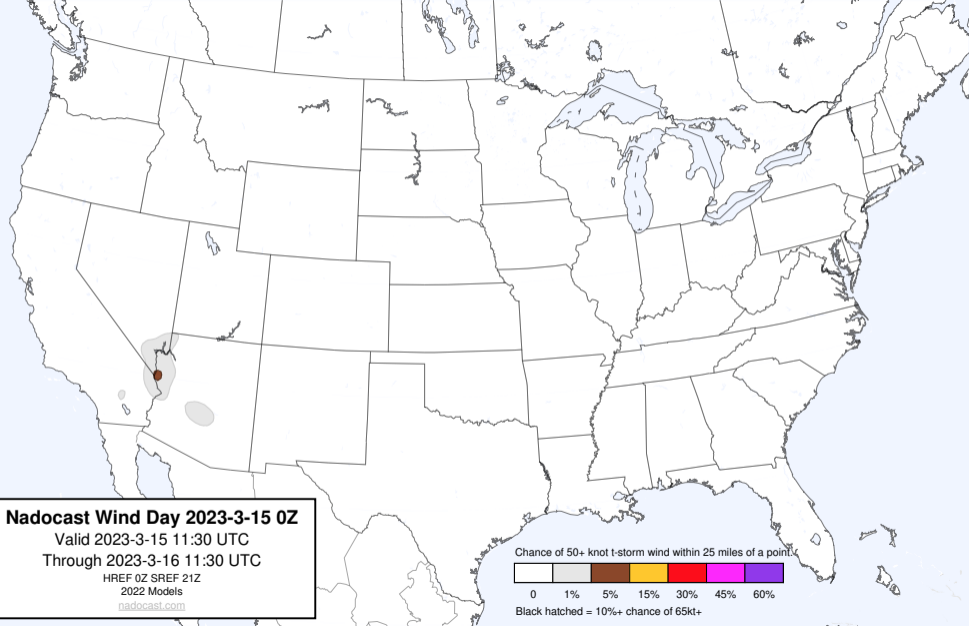 Nadocast Wind Day 2023-3-15 0Z
Valid 2023-3-15 11:30 UTC
Through 2023-3-16 11:30 UTC
HREF 0Z SREF 21Z
2022 Models
nadocast.com
Chance of 50+ knot t-storm wind within 25 miles of a point.
0 1% 5% 15% 30% 45% 60%
Black hatched = 10%+ chance of 65kt+